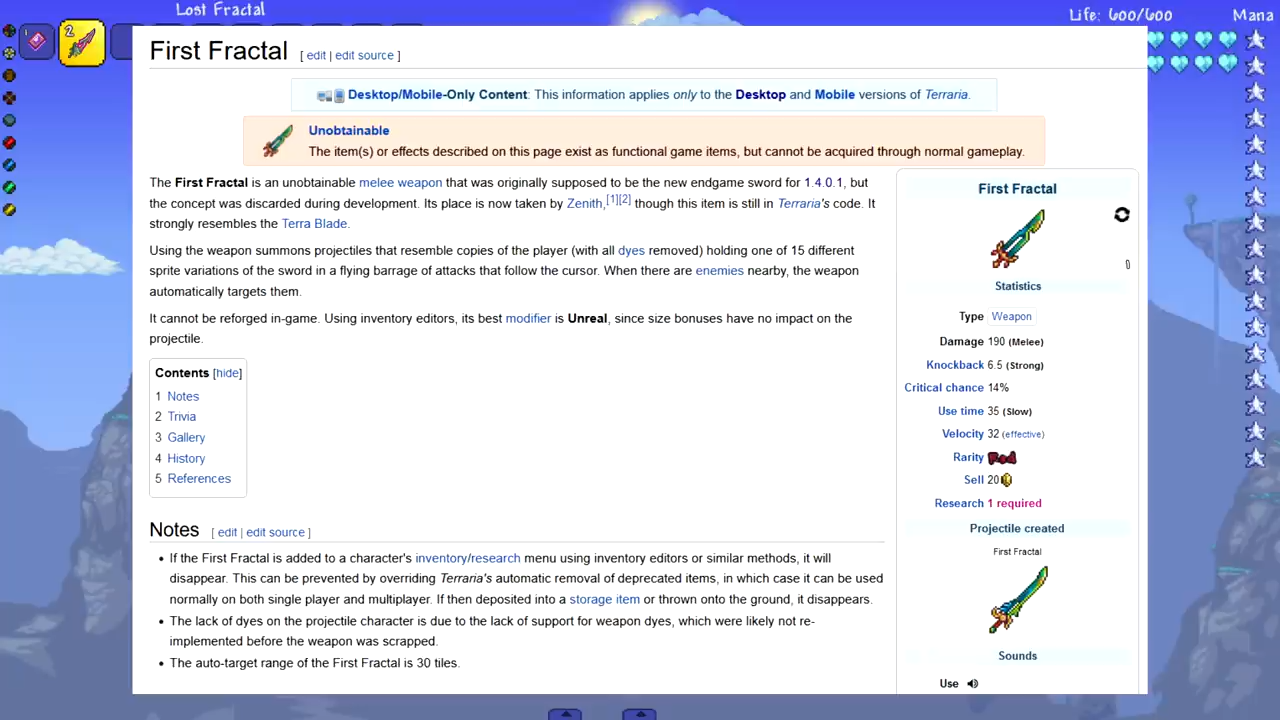 Lost Fractal
Life: 600/600
Mana
1
2
First Fractal [ edit | edit source ]
Desktop/Mobile-Only Content: This information applies only to the Desktop and Mobile versions of Terraria.
Unobtainable
The item(s) or effects described on this page exist as functional game items, but cannot be acquired through normal gameplay.
The First Fractal is an unobtainable melee weapon that was originally supposed to be the new endgame sword for 1.4.0.1, but
the concept was discarded during development. Its place is now taken by Zenith,[1][2] though this item is still in Terraria's code. It
strongly resembles the Terra Blade.
Using the weapon summons projectiles that resemble copies of the player (with all dyes removed) holding one of 15 different
sprite variations of the sword in a flying barrage of attacks that follow the cursor. When there are enemies nearby, the weapon
automatically targets them.
It cannot be reforged in-game. Using inventory editors, its best modifier is Unreal, since size bonuses have no impact on the
projectile.
Contents [hide]
1 Notes
2 Trivia
3 Gallery
4 History
5 References
Notes [ edit | edit source ]
• If the First Fractal is added to a character's inventory/research menu using inventory editors or similar methods, it will
disappear. This can be prevented by overriding Terraria's automatic removal of deprecated items, in which case it can be used
normally on both single player and multiplayer. If then deposited into a storage item or thrown onto the ground, it disappears.
• The lack of dyes on the projectile character is due to the lack of support for weapon dyes, which were likely not re-
implemented before the weapon was scrapped.
• The auto-target range of the First Fractal is 30 tiles.
First Fractal
Statistics
Type Weapon
Damage 190 (Melee)
Knockback 6.5 (Strong)
Critical chance 14%
Use time 35 (Slow)
Velocity 32 (effective)
Rarity Red
Sell 20
Research 1 required
Projectile created
First Fractal
Sounds
Use